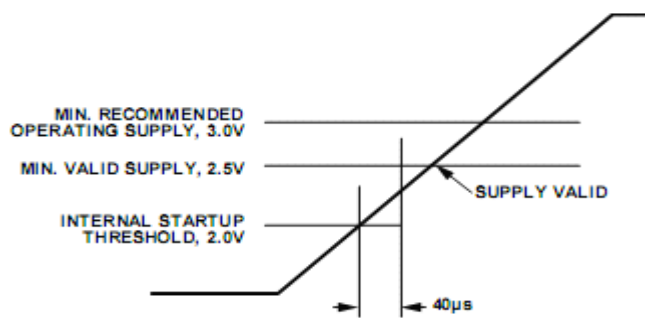 MIN. RECOMMENDED
OPERATING SUPPLY, 3.0V
MIN. VALID SUPPLY, 2.5V
SUPPLY VALID
INTERNAL STARTUP
THRESHOLD, 2.0V
40µs